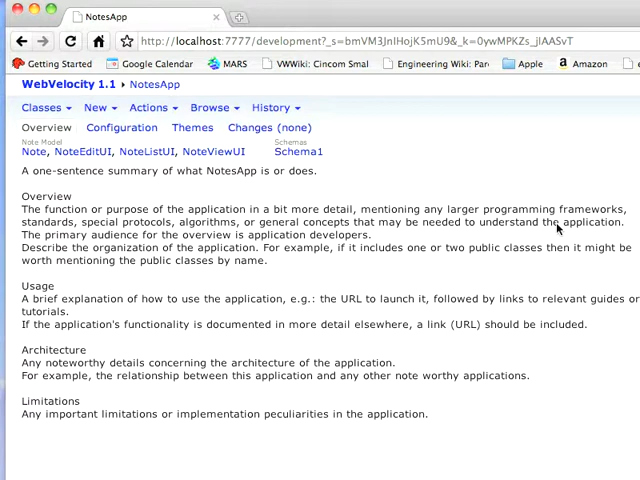 NotesApp
http://localhost:7777/development?_s=bmVM3JnlHojK5mU9&_k=0ywMPKZs_jlAASvT
Getting Started Google Calendar MARS VWWiki: Cincom Smal Engineering Wiki: Par Apple Amazon
WebVelocity 1.1 NotesApp
Classes New Actions Browse History
Overview Configuration Themes Changes (none)
Note Model Schemas
Note, NoteEditUI, NoteListUI, NoteViewUI Schema1
A one-sentence summary of what NotesApp is or does.
Overview
The function or purpose of the application in a bit more detail, mentioning any larger programming frameworks,
standards, special protocols, algorithms, or general concepts that may be needed to understand the application.
The primary audience for the overview is application developers.
Describe the organization of the application. For example, if it includes one or two public classes then it might be
worth mentioning the public classes by name.
Usage
A brief explanation of how to use the application, e.g.: the URL to launch it, followed by links to relevant guides or
tutorials.
If the application's functionality is documented in more detail elsewhere, a link (URL) should be included.
Architecture
Any noteworthy details concerning the architecture of the application.
For example, the relationship between this application and any other note worthy applications.
Limitations
Any important limitations or implementation peculiarities in the application.